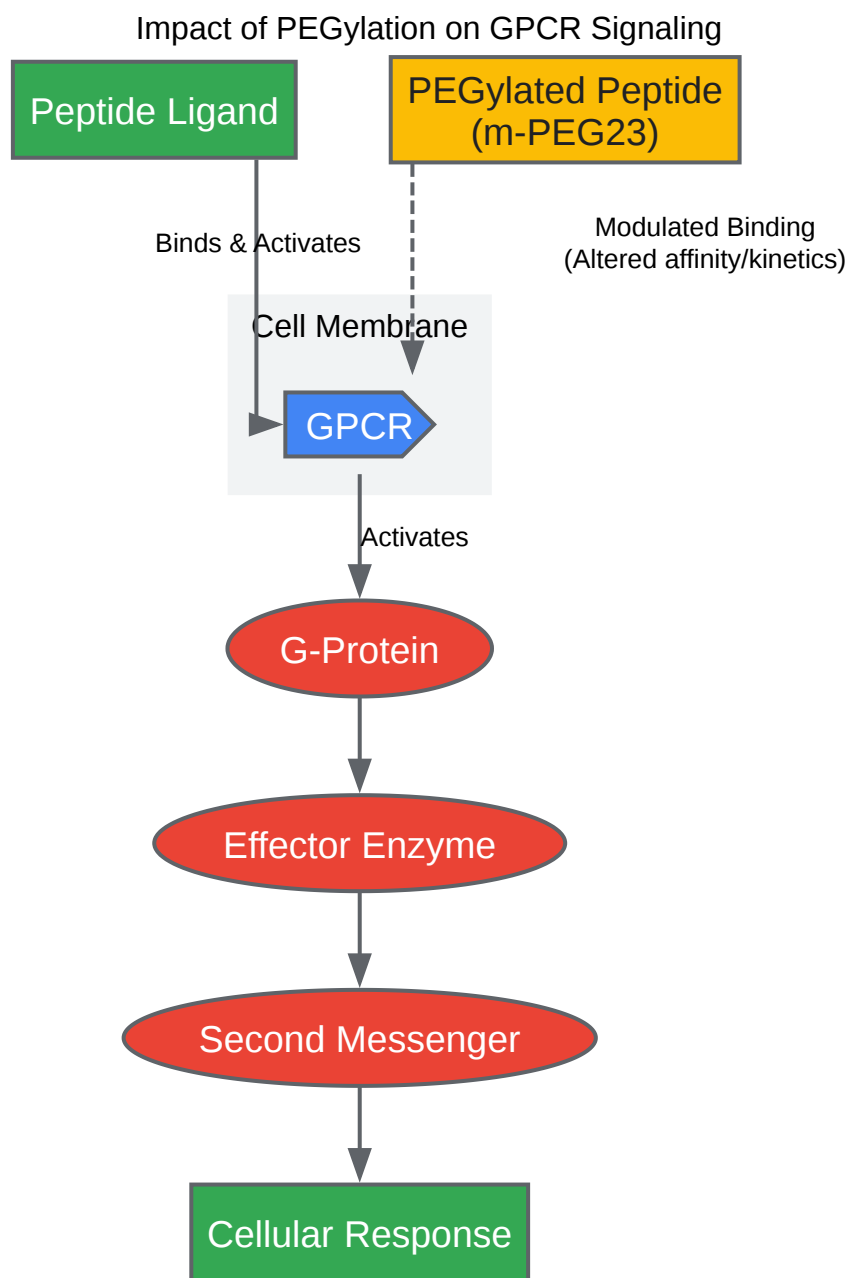 Impact of PEGylation on GPCR Signaling
Peptide Ligand
PEGylated Peptide
(m-PEG23)
Binds & Activates
Modulated Binding
(Altered affinity/kinetics)
Cell Membrane
GPCR
Activates
G-Protein
Effector Enzyme
Second Messenger
Cellular Response